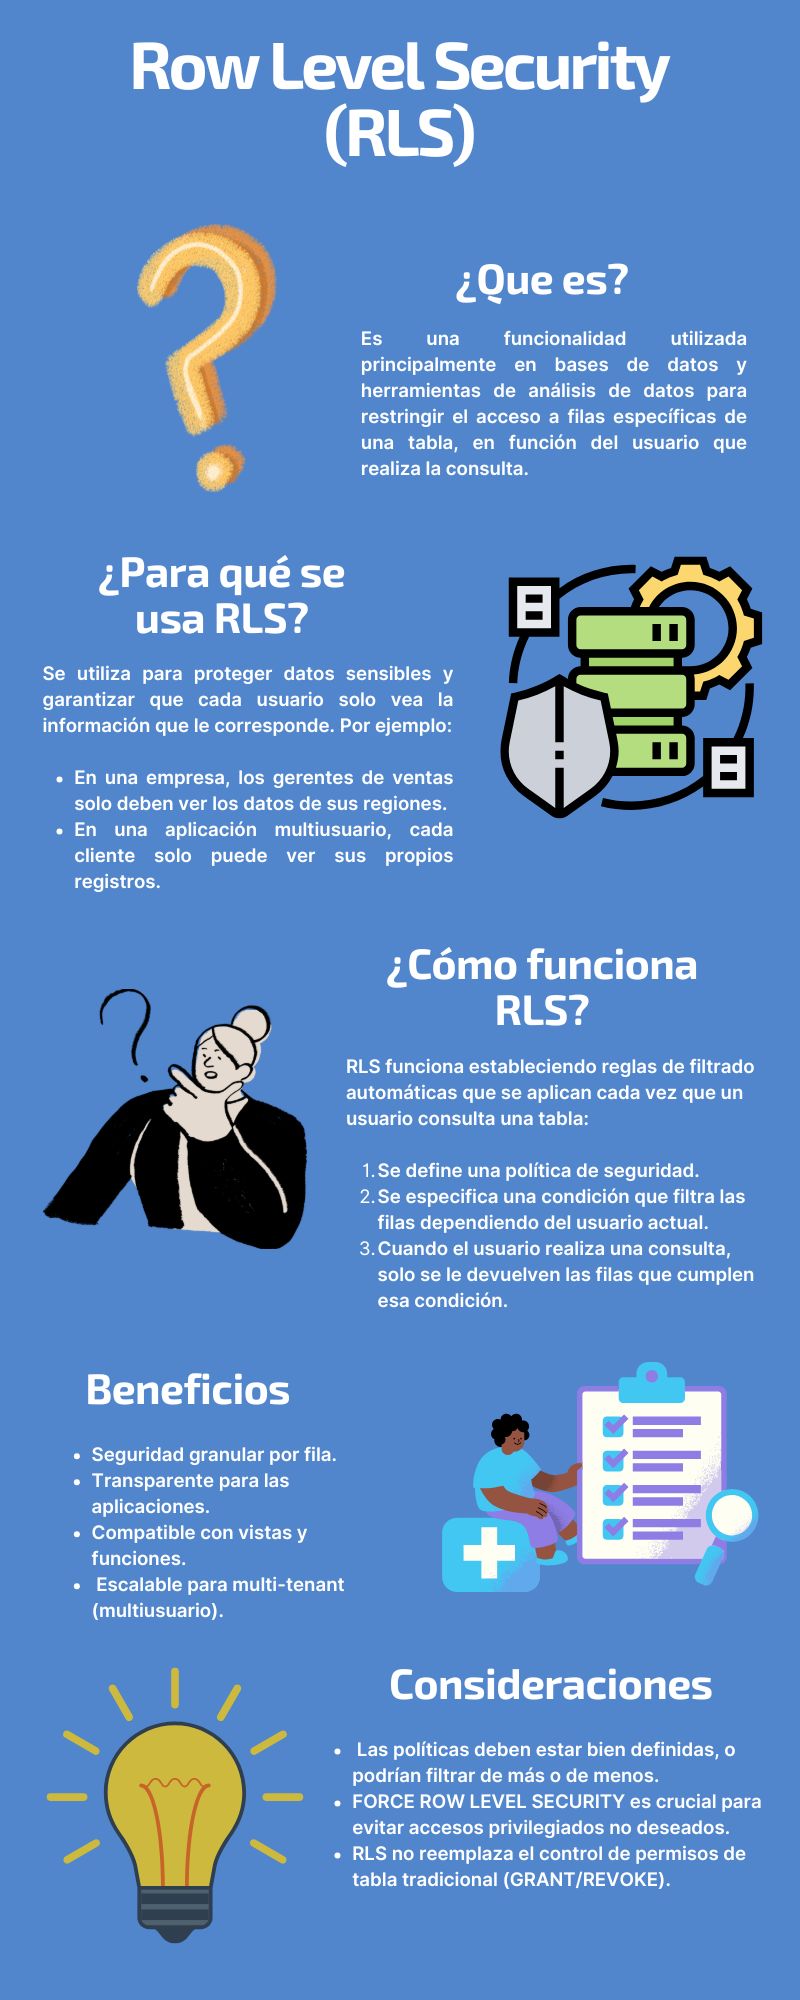 Row Level Security
(RLS)
¿Que es?
Es una funcionalidad utilizada
principalmente en bases de datos y
herramientas de análisis de datos para
restringir el acceso a filas específicas de
una tabla, en función del usuario que
realiza la consulta.
¿Para qué se
usa RLS?
Se utiliza para proteger datos sensibles y
garantizar que cada usuario solo vea la
información que le corresponde. Por ejemplo:
• En una empresa, los gerentes de ventas
solo deben ver los datos de sus regiones.
• En una aplicación multiusuario, cada
cliente solo puede ver sus propios
registros.
¿Cómo funciona
RLS?
RLS funciona estableciendo reglas de filtrado
automáticas que se aplican cada vez que un
usuario consulta una tabla:
1. Se define una política de seguridad.
2. Se especifica una condición que filtra las
filas dependiendo del usuario actual.
3. Cuando el usuario realiza una consulta,
solo se le devuelven las filas que cumplen
esa condición.
Beneficios
• Seguridad granular por fila.
• Transparente para las
aplicaciones.
• Compatible con vistas y
funciones.
• Escalable para multi-tenant
(multiusuario).
Consideraciones
• Las políticas deben estar bien definidas, o
podrían filtrar de más o de menos.
• FORCE ROW LEVEL SECURITY es crucial para
evitar accesos privilegiados no deseados.
• RLS no reemplaza el control de permisos de
tabla tradicional (GRANT/REVOKE).